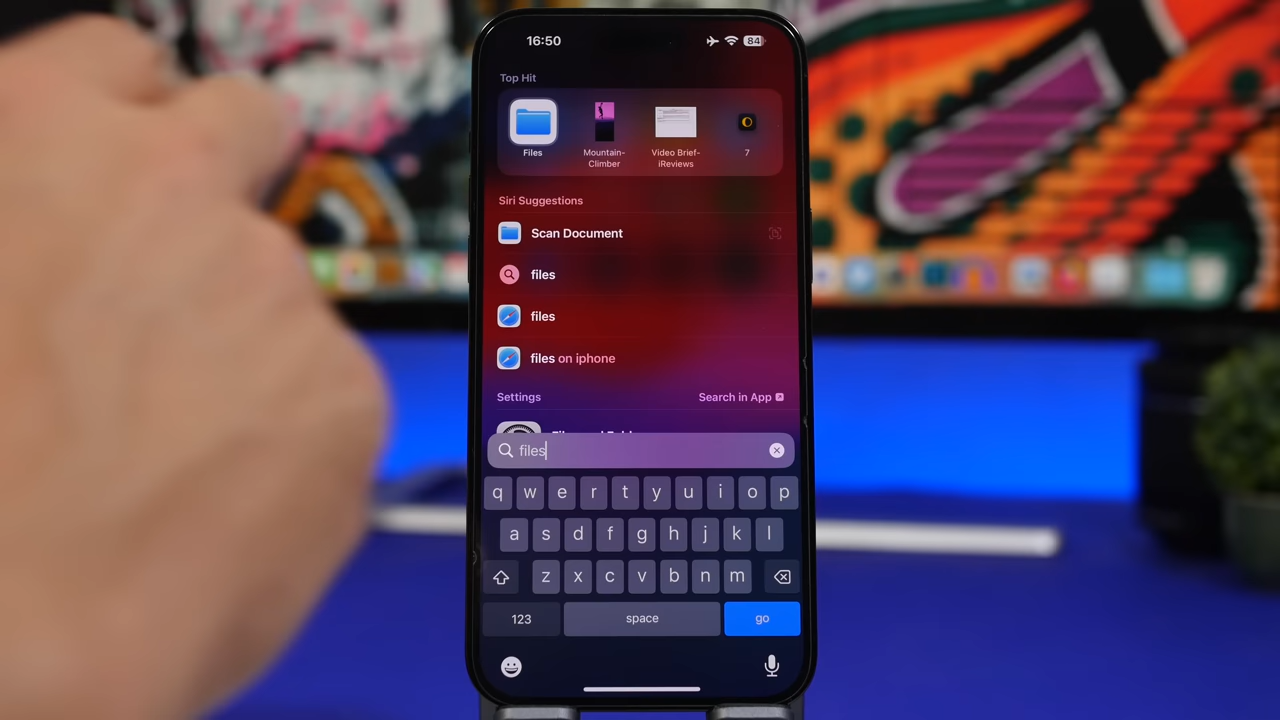 16:50
84
Top Hit
Files
Mountain-
Climber
Video Brief-
iReviews
7
Siri Suggestions
Scan Document
files
files
files on iphone
Settings
Search in App
files
q w e r t y u i o p
a s d f g h j k l
z x c v b n m
123
space
go